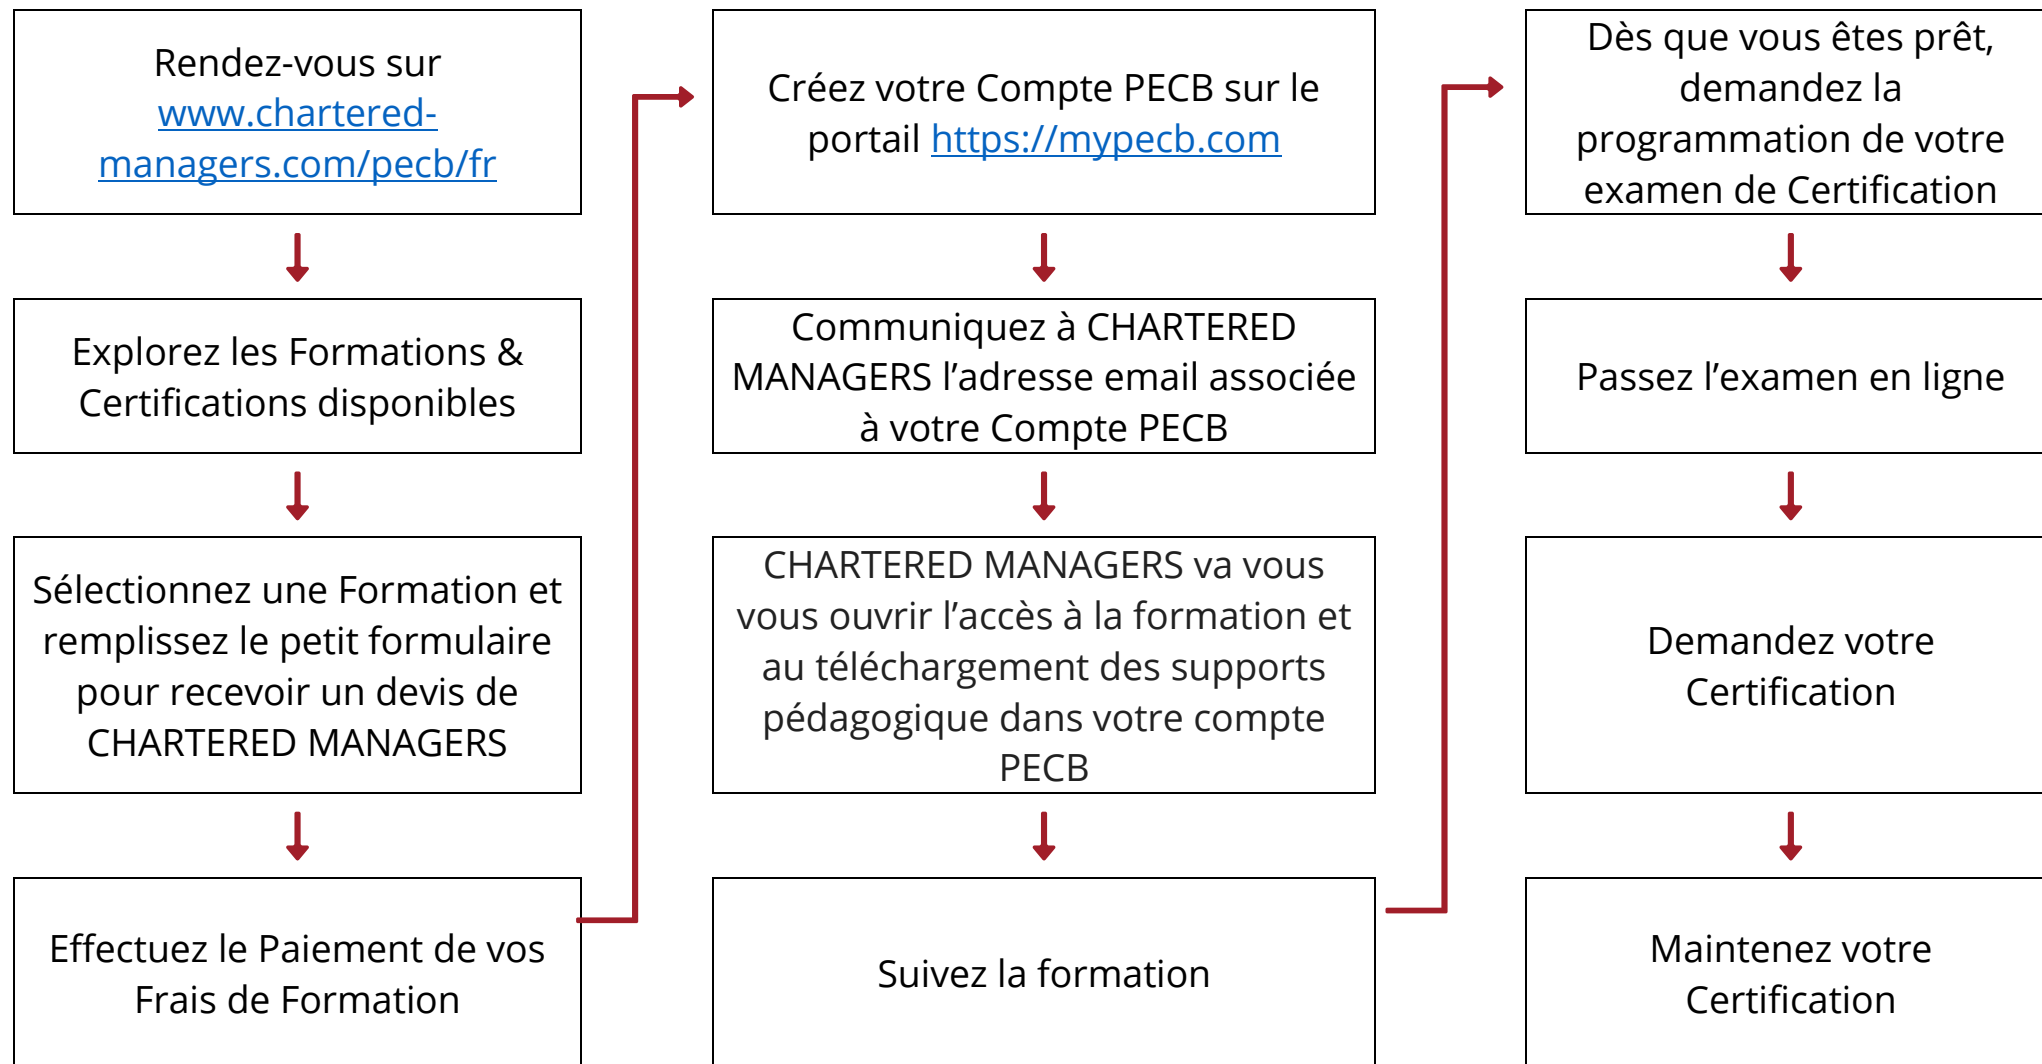 Rendez-vous sur
www.chartered-
managers.com/pecb/fr
Explorez les Formations &
Certifications disponibles
Sélectionnez une Formation et
remplissez le petit formulaire
pour recevoir un devis de
CHARTERED MANAGERS
Effectuez le Paiement de vos
Frais de Formation
Créez votre Compte PECB sur le
portail https://mypecb.com
Communiquez à CHARTERED
MANAGERS l’adresse email associée
à votre Compte PECB
CHARTERED MANAGERS va vous
vous ouvrir l’accès à la formation et
au téléchargement des supports
pédagogique dans votre compte
PECB
Suivez la formation
Dès que vous êtes prêt,
demandez la
programmation de votre
examen de Certification
Passez l’examen en ligne
Demandez votre
Certification
Maintenez votre
Certification